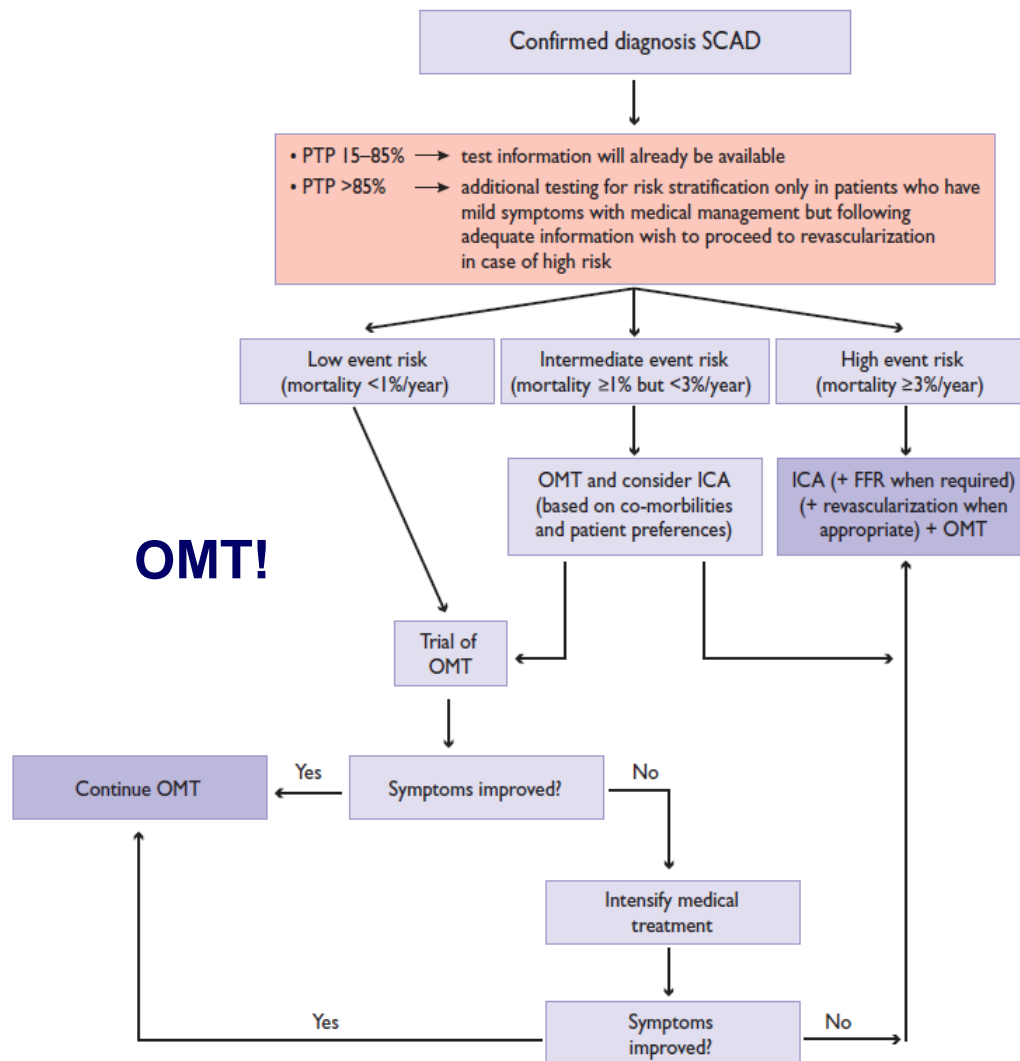 Confirmed diagnosis SCAD
• PTP 15–85% → test information will already be available
• PTP >85% → additional testing for risk stratification only in patients who have
mild symptoms with medical management but following
adequate information wish to proceed to revascularization
in case of high risk
Low event risk
(mortality <1%/year)
Intermediate event risk
(mortality ≥1% but <3%/year)
High event risk
(mortality ≥3%/year)
OMT and consider ICA
(based on co-morbilities
and patient preferences)
ICA (+ FFR when required)
(+ revascularization when
appropriate) + OMT
OMT!
Trial of
OMT
Continue OMT
Yes
Symptoms improved?
No
Intensify medical
treatment
Yes
Symptoms
improved?
No